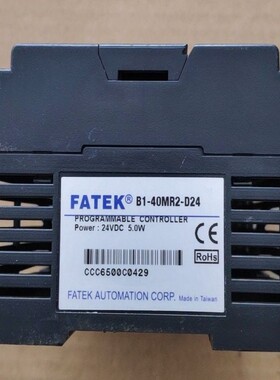 FATEK® B1-40MR2-D24
PROGRAMMABLE CONTROLLER
Power : 24VDC 5.0W
CE
RoHs
CCC6500C0429
FATEK AUTOMATION CORP. Made in Taiwan